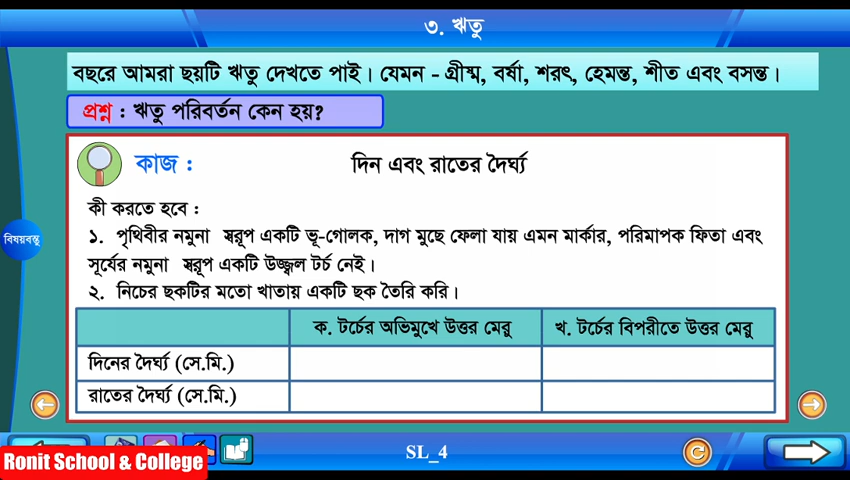 ৩. ঋতু
বছরে আমরা ছয়টি ঋতু দেখতে পাই। যেমন - গ্রীষ্ম, বর্ষা, শরৎ, হেমন্ত, শীত এবং বসন্ত।
প্রশ্ন : ঋতু পরিবর্তন কেন হয়?
কাজ : দিন এবং রাতের দৈর্ঘ্য
কী করতে হবে :
১. পৃথিবীর নমুনা স্বরূপ একটি ভূ-গোলক, দাগ মুছে ফেলা যায় এমন মার্কার, পরিমাপক ফিতা এবং
সূর্যের নমুনা স্বরূপ একটি উজ্জ্বল টর্চ নেই।
২. নিচের ছকটির মতো খাতায় একটি ছক তৈরি করি।
ক. টর্চের অভিমুখে উত্তর মেরু খ. টর্চের বিপরীতে উত্তর মেরু
দিনের দৈর্ঘ্য (সে.মি.)
রাতের দৈর্ঘ্য (সে.মি.)
বিষয়বস্তু
SL_4
Ronit School & College